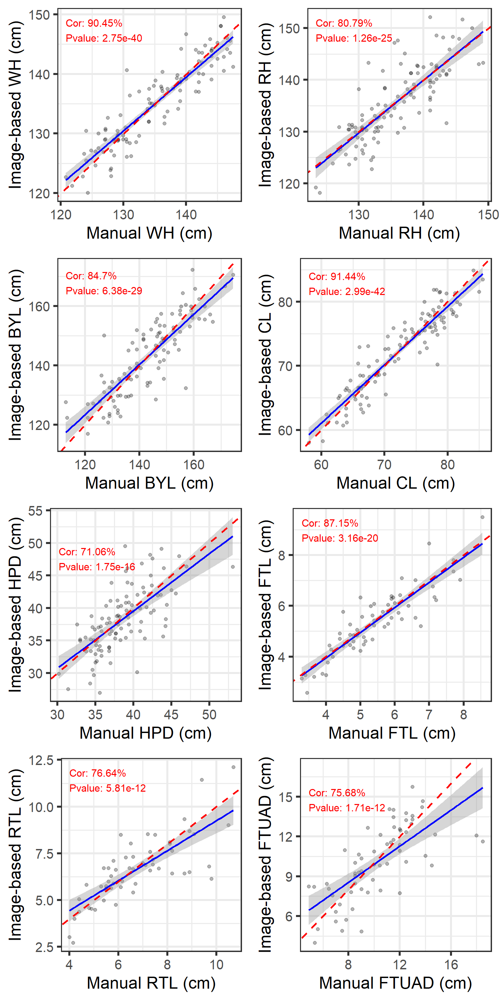 Image-based WH (cm)
150
140
130
120
Cor: 90.45%
Pvalue: 2.75e-40
120
130
140
Manual WH (cm)
Image-based RH (cm)
150
140
130
120
Cor: 80.79%
Pvalue: 1.26e-25
130
140
150
Manual RH (cm)
Image-based BYL (cm)
160
140
120
Cor: 84.7%
Pvalue: 6.38e-29
120
140
160
Manual BYL (cm)
Image-based CL (cm)
80
70
60
Cor: 91.44%
Pvalue: 2.99e-42
60
70
80
Manual CL (cm)
Image-based HPD (cm)
55
50
45
40
35
30
Cor: 71.06%
Pvalue: 1.75e-16
30
35
40
45
50
Manual HPD (cm)
Image-based FTL (cm)
8
6
4
Cor: 87.15%
Pvalue: 3.16e-20
4
5
6
7
8
Manual FTL (cm)
Image-based RTL (cm)
12.5
10.0
7.5
5.0
2.5
Cor: 76.64%
Pvalue: 5.81e-12
4
6
8
10
Manual RTL (cm)
Image-based FTUAD (cm)
15
12
9
6
Cor: 75.68%
Pvalue: 1.71e-12
8
12
16
Manual FTUAD (cm)